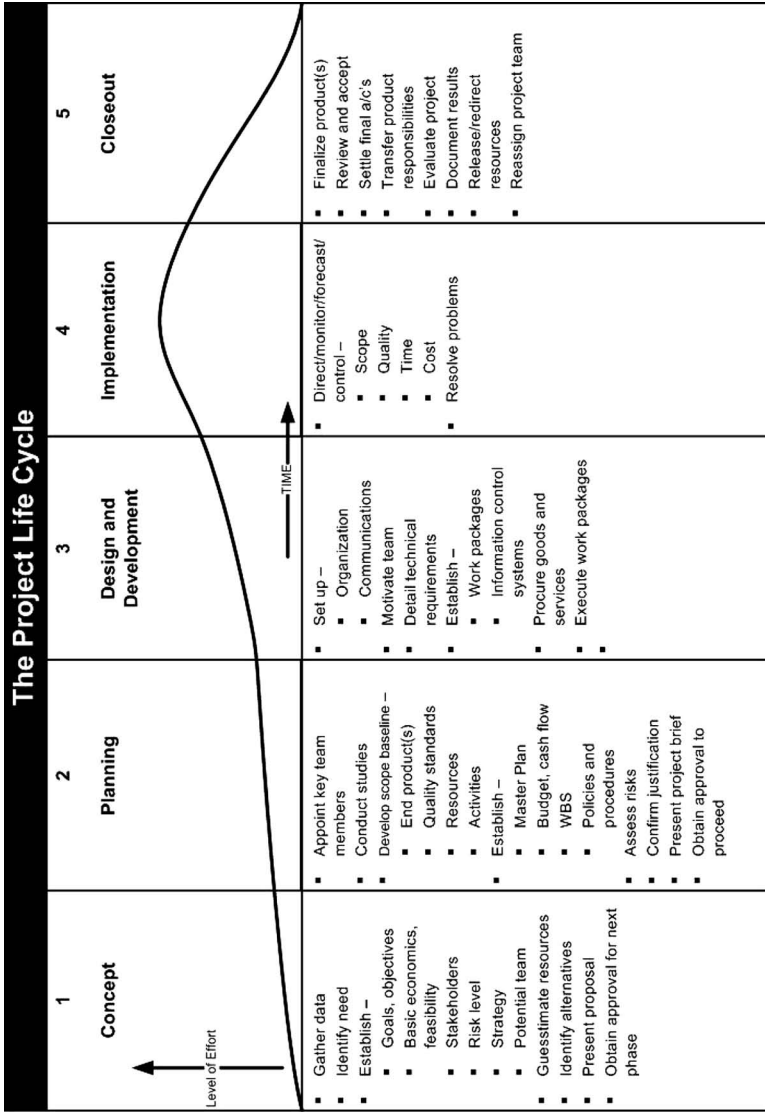 The Project Life Cycle
1
Concept
2
Planning
3
Design and
Development
4
Implementation
5
Closeout
Level of Effort
TIME
▪ Gather data
▪ Identify need
▪ Establish –
▪ Goals, objectives
▪ Basic economics,
feasibility
▪ Stakeholders
▪ Risk level
▪ Strategy
▪ Potential team
▪ Guesstimate resources
▪ Identify alternatives
▪ Present proposal
▪ Obtain approval for next
phase
▪ Appoint key team
members
▪ Conduct studies
▪ Develop scope baseline –
▪ End product(s)
▪ Quality standards
▪ Resources
▪ Activities
▪ Establish –
▪ Master Plan
▪ Budget, cash flow
▪ WBS
▪ Policies and
procedures
▪ Assess risks
▪ Confirm justification
▪ Present project brief
▪ Obtain approval to
proceed
▪ Set up –
▪ Organization
▪ Communications
▪ Motivate team
▪ Detail technical
requirements
▪ Establish –
▪ Work packages
▪ Information control
systems
▪ Procure goods and
services
▪ Execute work packages
▪
▪ Direct/monitor/forecast/
control –
▪ Scope
▪ Quality
▪ Time
▪ Cost
▪ Resolve problems
▪ Finalize product(s)
▪ Review and accept
▪ Settle final a/c's
▪ Transfer product
responsibilities
▪ Evaluate project
▪ Document results
▪ Release/redirect
resources
▪ Reassign project team